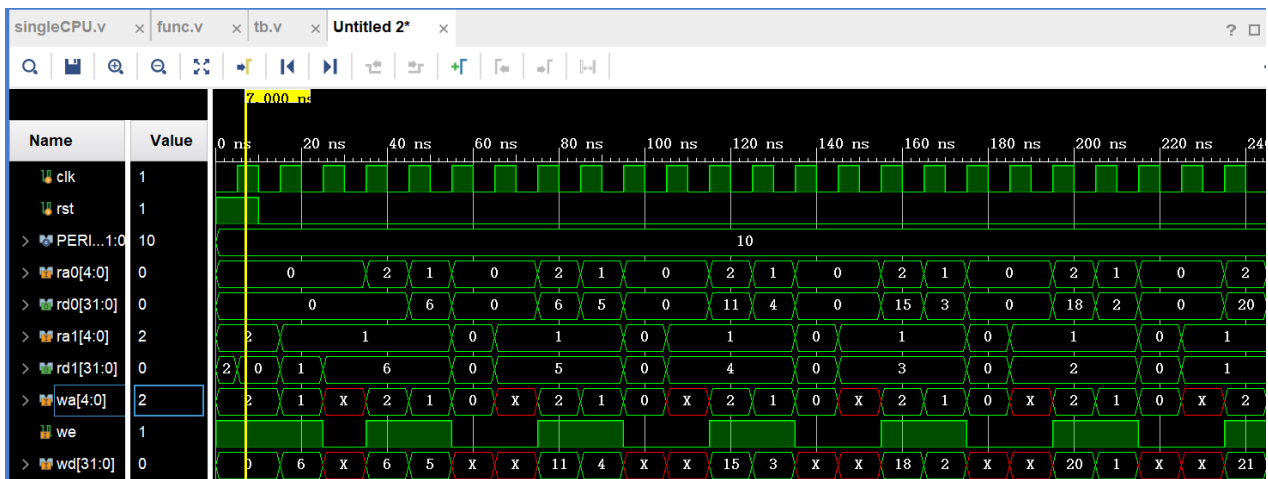 singleCPU.v × func.v × tb.v × Untitled 2* × ?
7.000 ns
Name Value 0 ns 20 ns 40 ns 60 ns 80 ns 100 ns 120 ns 140 ns 160 ns 180 ns 200 ns 220 ns 24
clk 1
rst 1
PERI...1:0 10 10
ra0[4:0] 0 0 2 1 0 2 1 0 2 1 0 2 1 0 2 1 0 2
rd0[31:0] 0 0 6 0 6 5 0 11 4 0 15 3 0 18 2 0 20
ra1[4:0] 2 2 1 0 1 0 1 0 1 0 1 0 1
rd1[31:0] 0 2 0 1 6 0 5 0 4 0 3 0 2 0 1
wa[4:0] 2 2 1 X 2 1 0 X 2 1 0 X 2 1 0 X 2 1 0 X 2 1 0 X 2
we 1
wd[31:0] 0 0 6 X 6 5 X X 11 4 X X 15 3 X X 18 2 X X 20 1 X X 21